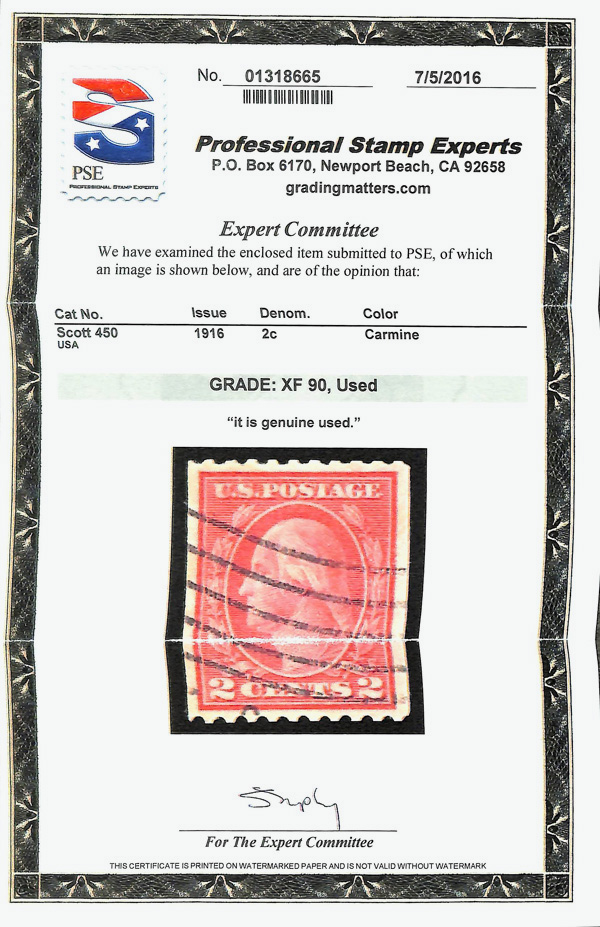 No. 01318665 7/5/2016
PSE
PROFESSIONAL STAMP EXPERTS
Professional Stamp Experts
P.O. Box 6170, Newport Beach, CA 92658
gradingmatters.com
Expert Committee
We have examined the enclosed item submitted to PSE, of which
an image is shown below, and are of the opinion that:
Cat No. Issue Denom. Color
Scott 450 1916 2c Carmine
USA
GRADE: XF 90, Used
“it is genuine used.”
U.S. POSTAGE
2 CENTS 2
For The Expert Committee
THIS CERTIFICATE IS PRINTED ON WATERMARKED PAPER AND IS NOT VALID WITHOUT WATERMARK